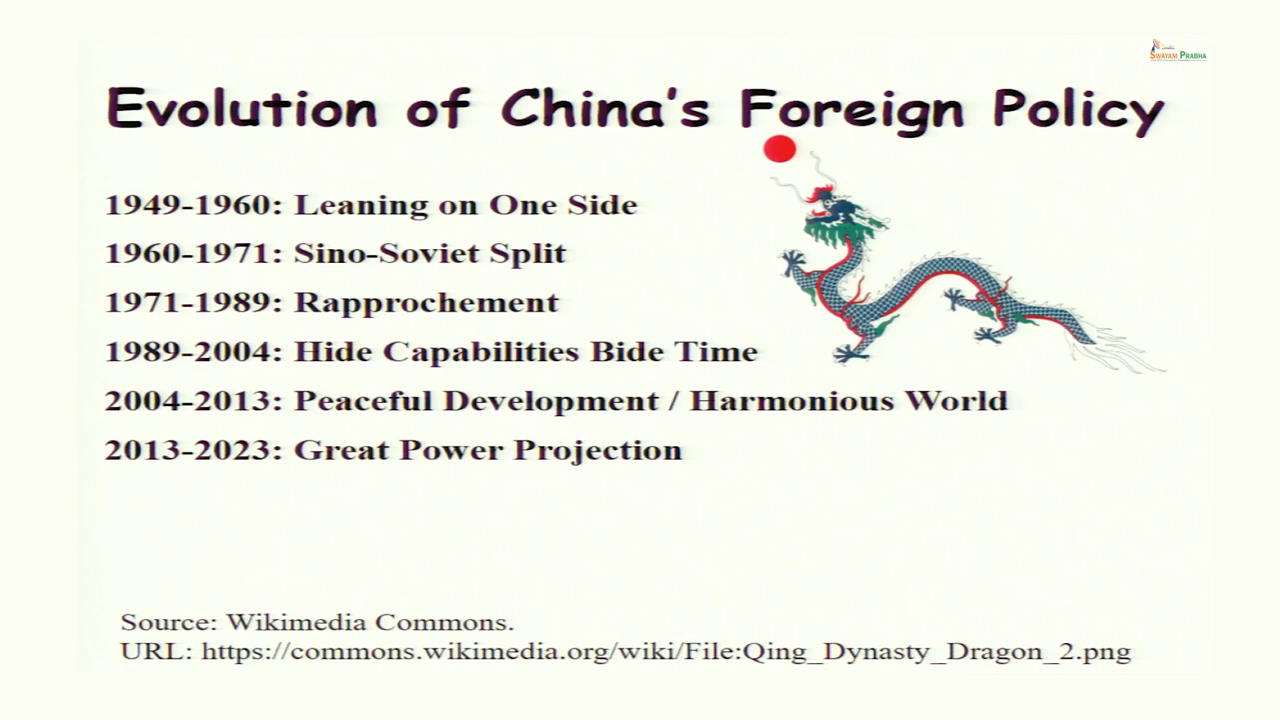 SWAYAM PRABHA
Evolution of China's Foreign Policy
1949-1960: Leaning on One Side
1960-1971: Sino-Soviet Split
1971-1989: Rapprochement
1989-2004: Hide Capabilities Bide Time
2004-2013: Peaceful Development / Harmonious World
2013-2023: Great Power Projection
Source: Wikimedia Commons.
URL: https://commons.wikimedia.org/wiki/File:Qing_Dynasty_Dragon_2.png